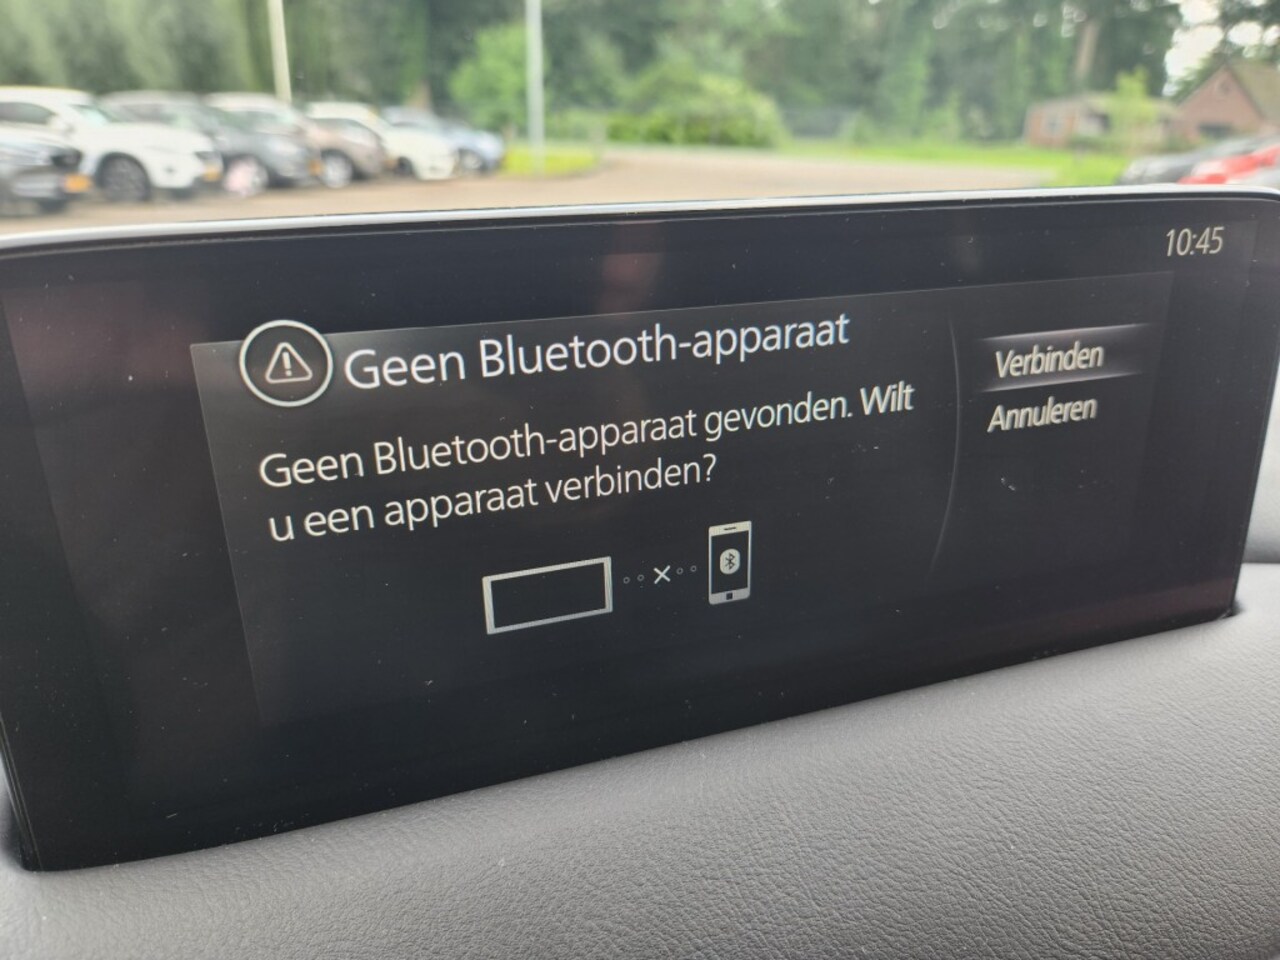 10:45
Geen Bluetooth-apparaat
Geen Bluetooth-apparaat gevonden. Wilt
u een apparaat verbinden?
Verbinden
Annuleren